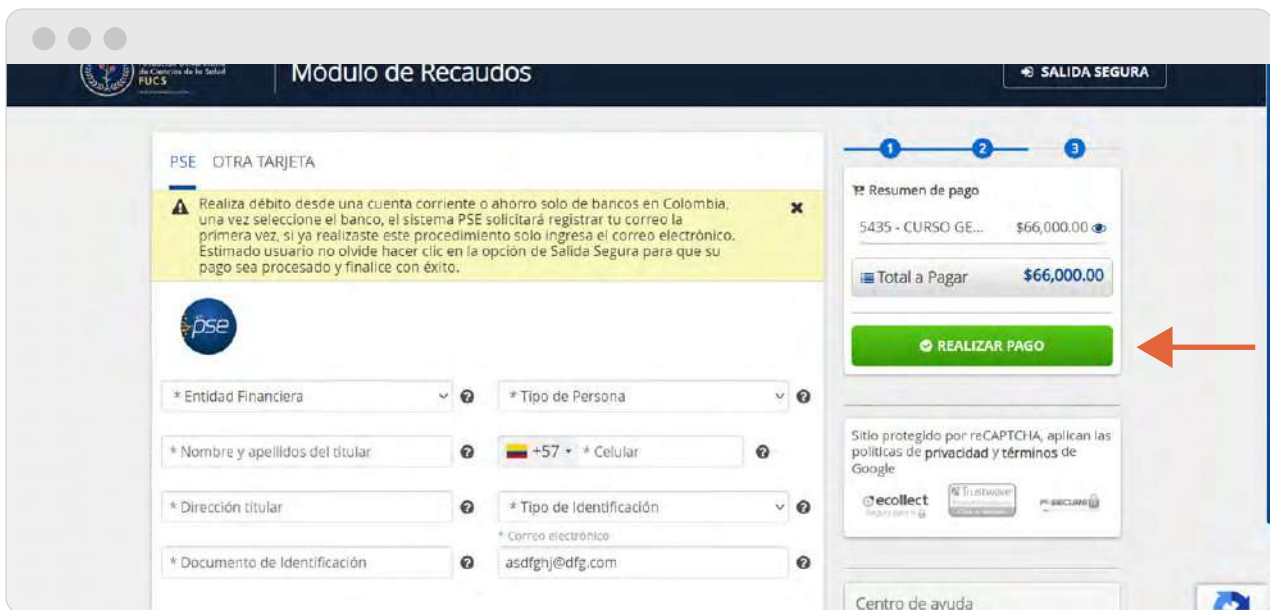 de Ciencias de la Salud
FUCS
Módulo de Recaudos
SALIDA SEGURA
PSE OTRA TARJETA
Realiza débito desde una cuenta corriente o ahorro solo de bancos en Colombia,
una vez seleccione el banco, el sistema PSE solicitará registrar tu correo la
primera vez, si ya realizaste este procedimiento solo ingresa el correo electrónico.
Estimado usuario no olvide hacer clic en la opción de Salida Segura para que su
pago sea procesado y finalice con éxito.
pse
* Entidad Financiera
* Tipo de Persona
* Nombre y apellidos del titular
+57 * Celular
* Dirección titular
* Tipo de Identificación
* Documento de Identificación
* Correo electrónico
asdfghj@dfg.com
1 2 3
Resumen de pago
5435 - CURSO GE... $66,000.00
Total a Pagar $66,000.00
REALIZAR PAGO
Sitio protegido por reCAPTCHA, aplican las
políticas de privacidad y términos de
Google
ecollect
Trustwave
Centro de ayuda